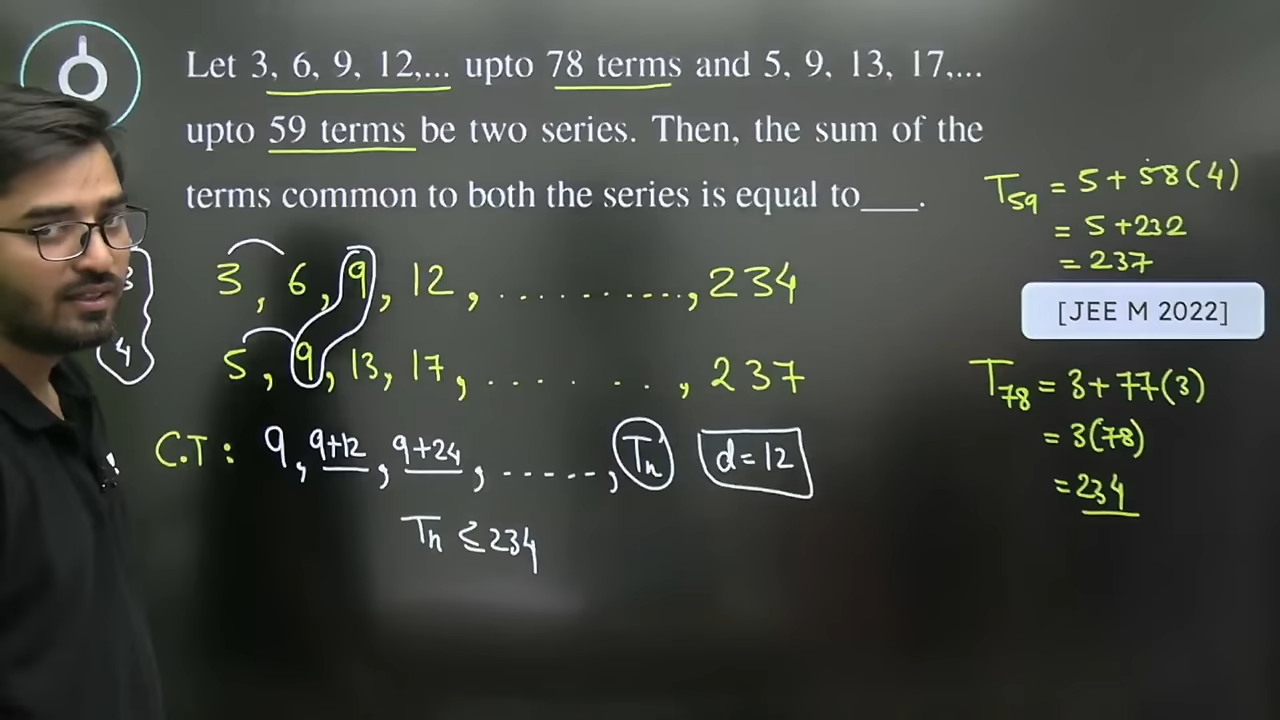 Let 3, 6, 9, 12,... upto 78 terms and 5, 9, 13, 17,...
upto 59 terms be two series. Then, the sum of the
terms common to both the series is equal to___.
T₅₉ = 5 + 58(4)
= 5 + 232
= 237
[JEE M 2022]
3, 6, 9, 12, .........., 234
3
5, 9, 13, 17, ......, 237
4
C.T : 9, 9+12, 9+24, ......, Tn d = 12
Tn ≤ 234
T₇₈ = 3 + 77(3)
= 3(78)
= 234